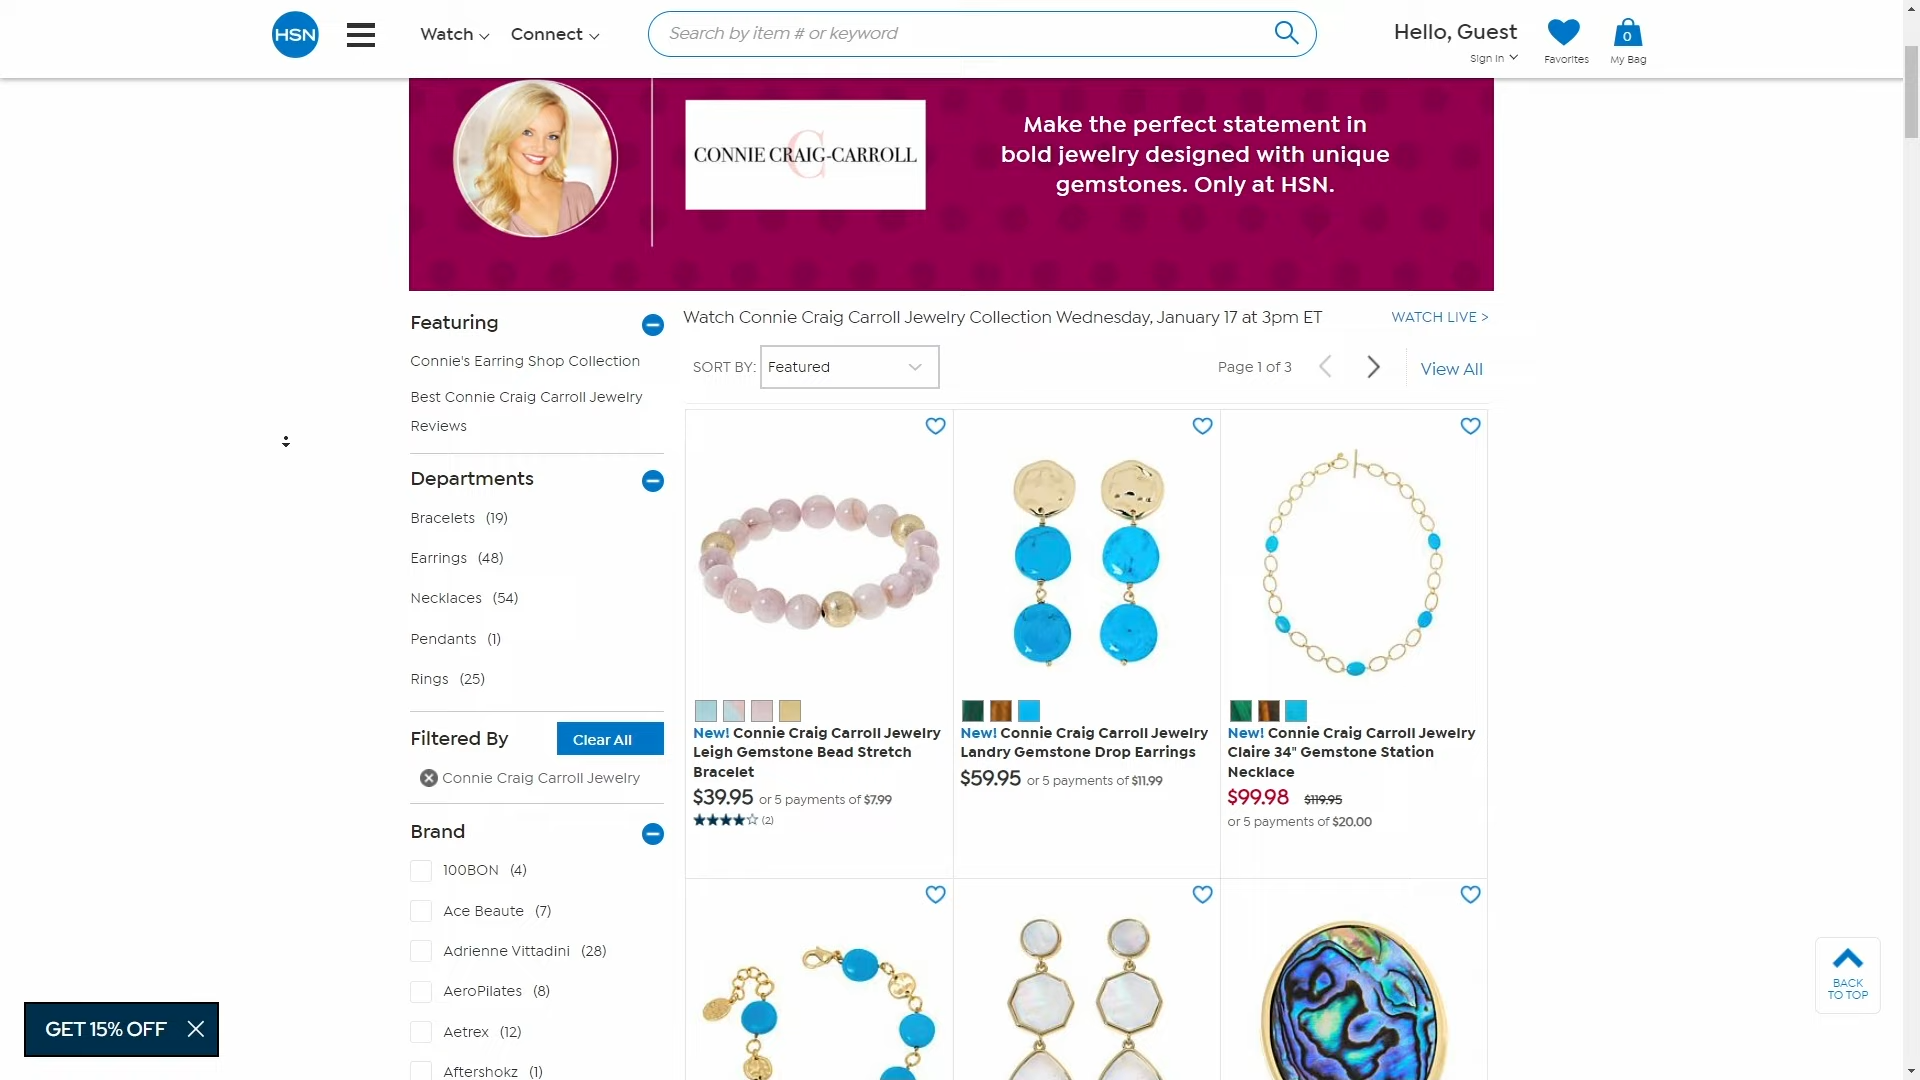 HSN
Watch
Connect
Search by item # or keyword
Hello, Guest
Sign In
Favorites
0
My Bag
CONNIE CRAIG-CARROLL
Make the perfect statement in
bold jewelry designed with unique
gemstones. Only at HSN.
Featuring
Connie's Earring Shop Collection
Best Connie Craig Carroll Jewelry
Reviews
Departments
Bracelets (19)
Earrings (48)
Necklaces (54)
Pendants (1)
Rings (25)
Filtered By
Clear All
Connie Craig Carroll Jewelry
Brand
100BON (4)
Ace Beaute (7)
Adrienne Vittadini (28)
AeroPilates (8)
Aetrex (12)
Aftershokz (1)
Watch Connie Craig Carroll Jewelry Collection Wednesday, January 17 at 3pm ET
WATCH LIVE >
SORT BY: Featured
Page 1 of 3
View All
New! Connie Craig Carroll Jewelry
Leigh Gemstone Bead Stretch
Bracelet
$39.95 or 5 payments of $7.99
(2)
New! Connie Craig Carroll Jewelry
Landry Gemstone Drop Earrings
$59.95 or 5 payments of $11.99
New! Connie Craig Carroll Jewelry
Claire 34" Gemstone Station
Necklace
$99.98 $119.95
or 5 payments of $20.00
GET 15% OFF
BACK
TO TOP